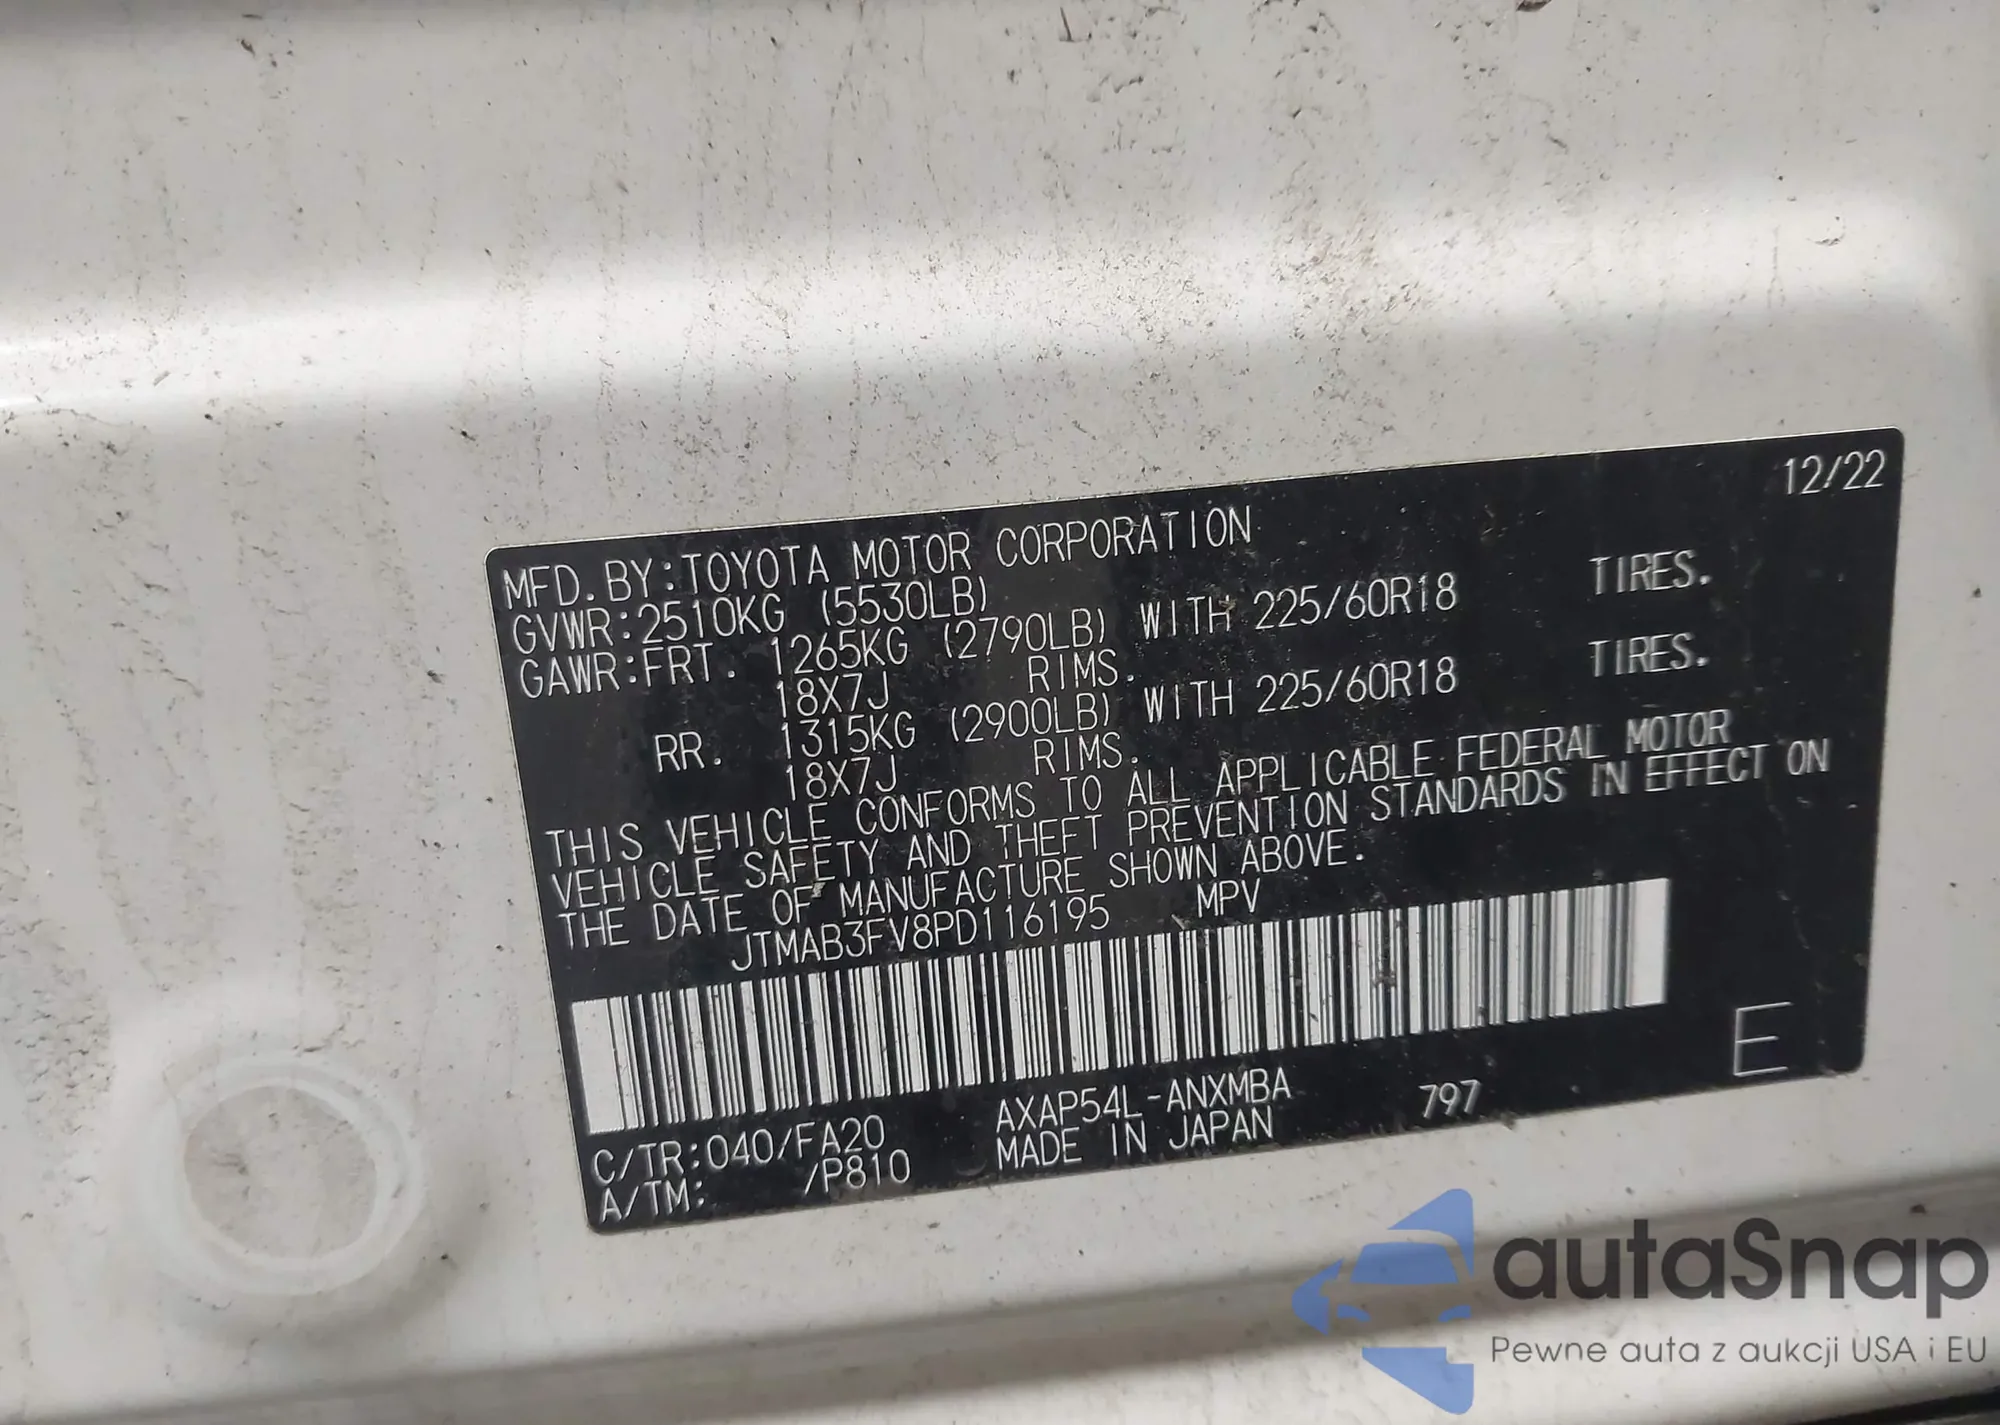 12/22
MFD. BY:TOYOTA MOTOR CORPORATION
GVWR:2510KG (5530LB)
GAWR:FRT. 1265KG (2790LB) WITH 225/60R18 TIRES.
18X7J RIMS.
RR. 1315KG (2900LB) WITH 225/60R18 TIRES.
18X7J RIMS.
THIS VEHICLE CONFORMS TO ALL APPLICABLE FEDERAL MOTOR
VEHICLE SAFETY AND THEFT PREVENTION STANDARDS IN EFFECT ON
THE DATE OF MANUFACTURE SHOWN ABOVE.
JTMAB3FV8PD116195 MPV
E
C/TR:040/FA20 AXAP54L-ANXMBA 797
A/TM: /P810 MADE IN JAPAN
autaSnap
Pewne auta z aukcji USA i EU